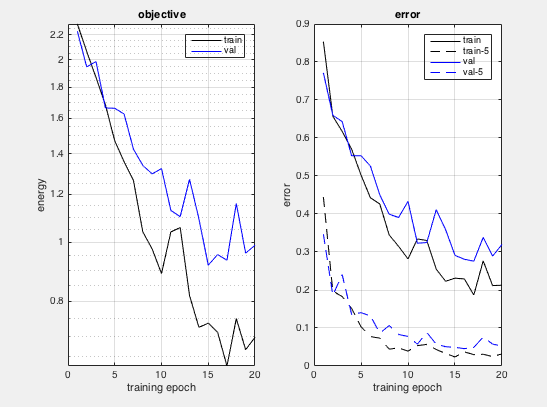 objective
2.2
2
1.8
1.6
1.4
1.2
1
0.8
energy
0
5
10
15
20
training epoch
train
val
error
0.9
0.8
0.7
0.6
0.5
0.4
0.3
0.2
0.1
0
error
0
5
10
15
20
training epoch
train
train-5
val
val-5